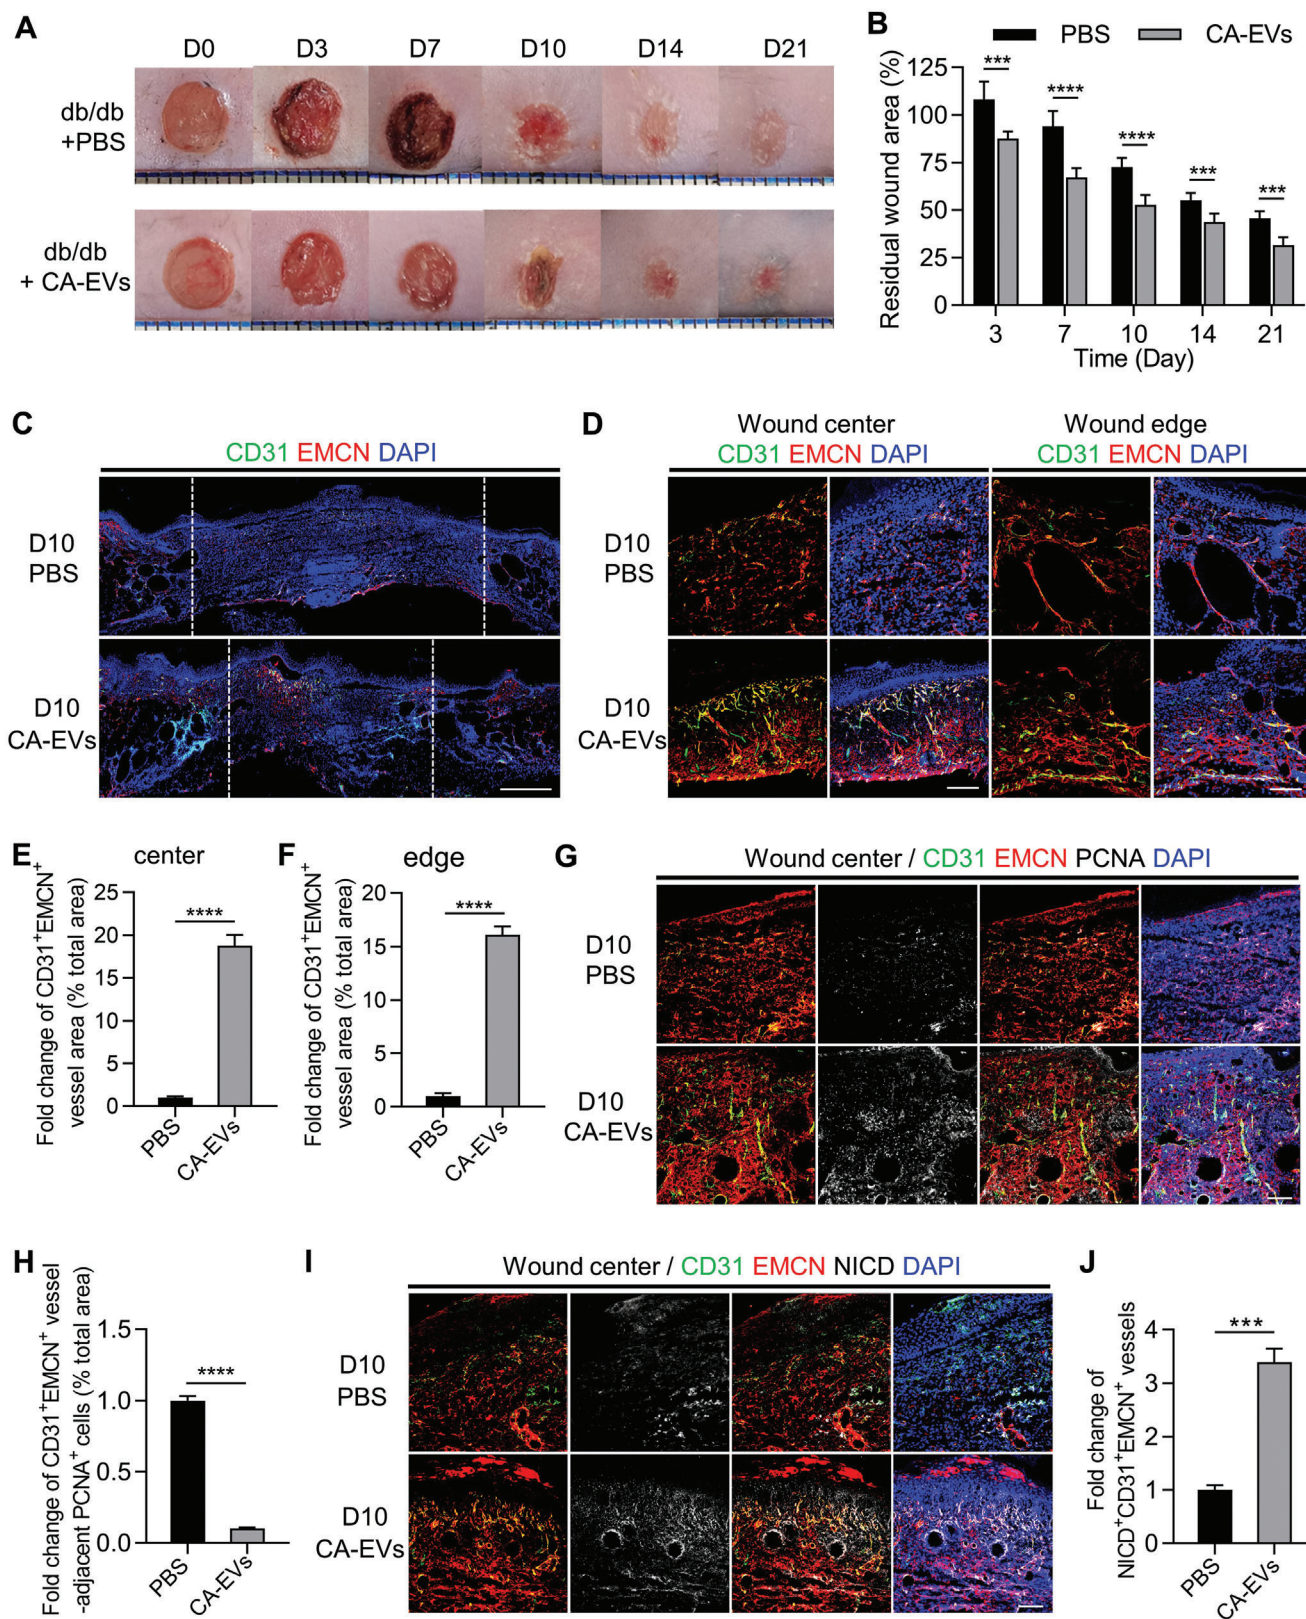 A
D0 D3 D7 D10 D14 D21
db/db
+PBS
db/db
+ CA-EVs
B
PBS CA-EVs
Residual wound area (%)
125
100
75
50
25
0
*** **** **** *** ***
3 7 10 14 21
Time (Day)
C
CD31 EMCN DAPI
D10
PBS
D10
CA-EVs
D
Wound center Wound edge
CD31 EMCN DAPI CD31 EMCN DAPI
D10
PBS
D10
CA-EVs
E
center
Fold change of CD31⁺EMCN⁺
vessel area (% total area)
25
20
15
10
5
0
****
PBS
CA-EVs
F
edge
Fold change of CD31⁺EMCN⁺
vessel area (% total area)
20
15
10
5
0
****
PBS
CA-EVs
G
Wound center / CD31 EMCN PCNA DAPI
D10
PBS
D10
CA-EVs
H
Fold change of CD31⁺EMCN⁺ vessel
-adjacent PCNA⁺ cells (% total area)
1.5
1.0
0.5
0.0
****
PBS
CA-EVs
I
Wound center / CD31 EMCN NICD DAPI
D10
PBS
D10
CA-EVs
J
Fold change of
NICD⁺CD31⁺EMCN⁺ vessels
4
3
2
1
0
***
PBS
CA-EVs